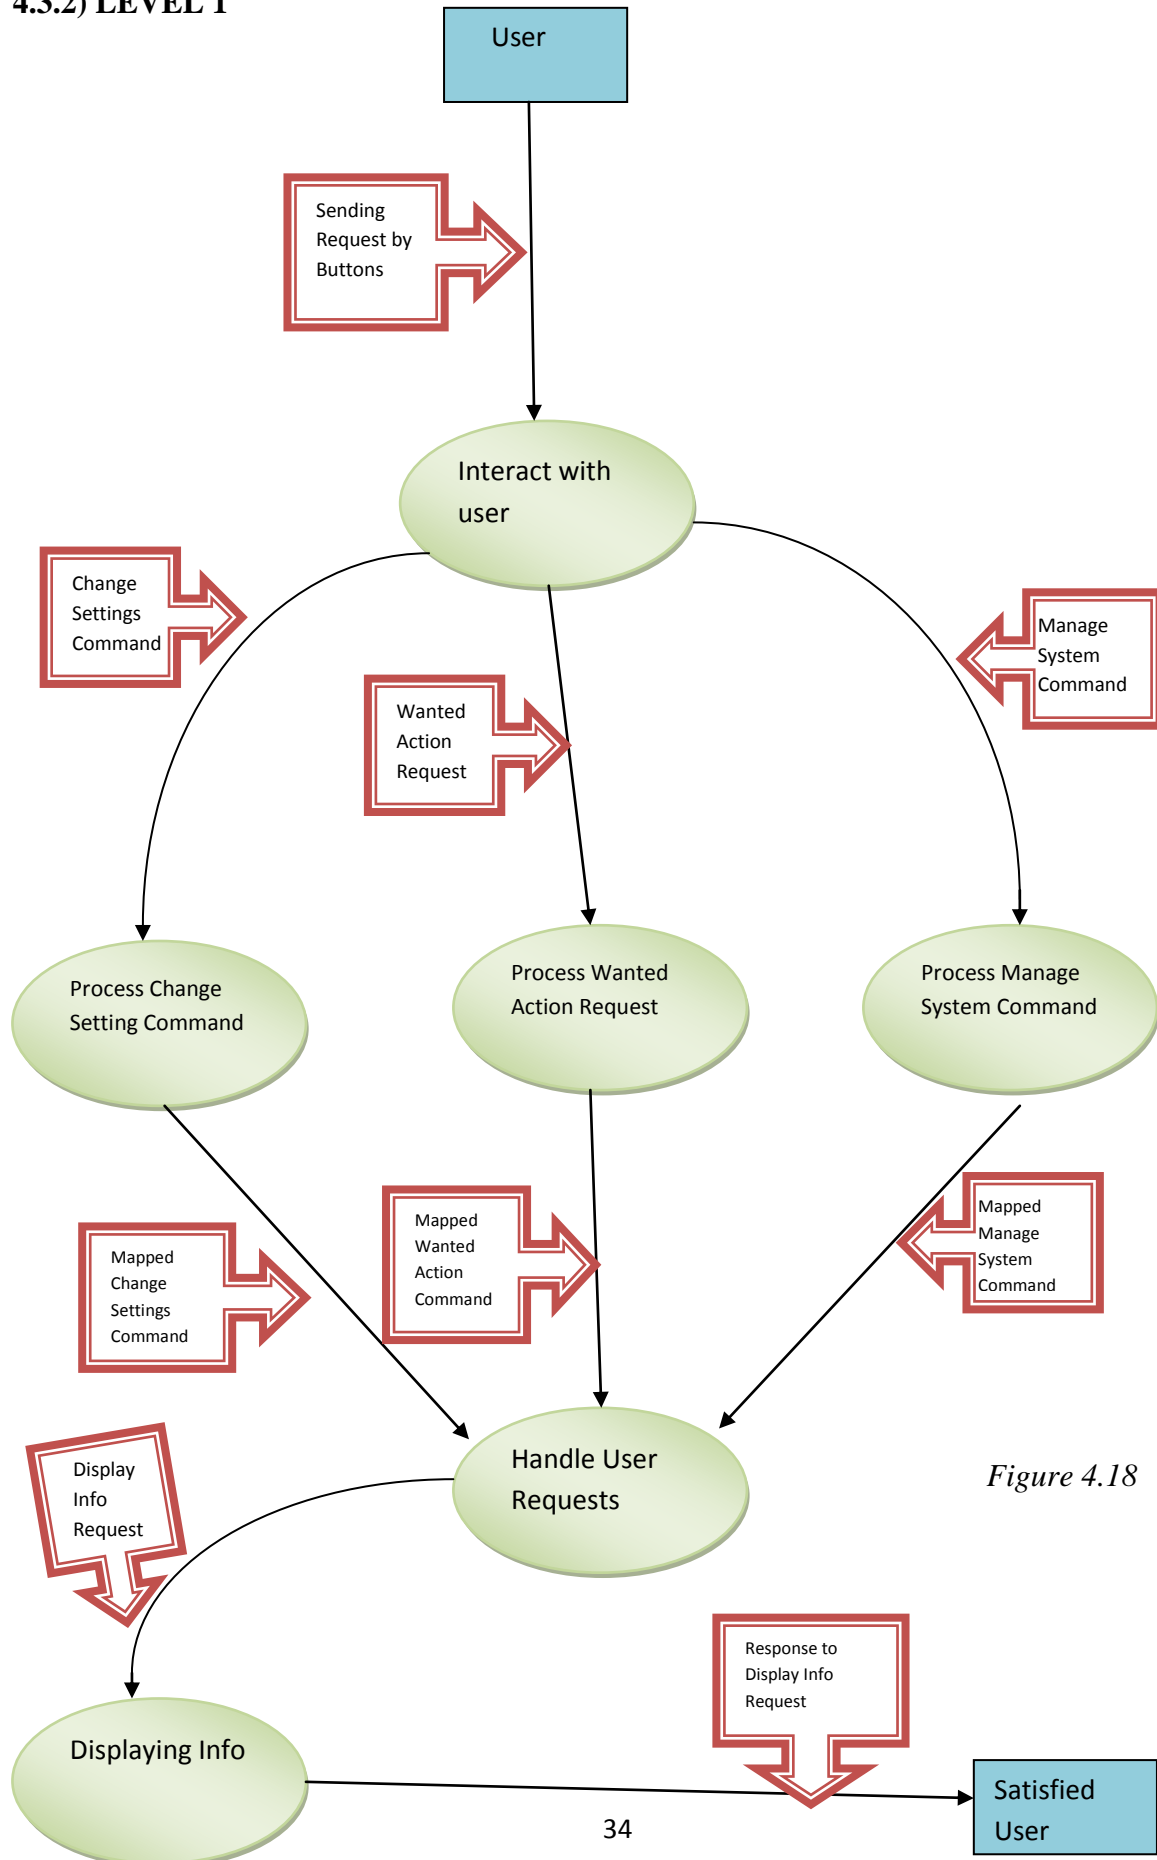 4.3.2) LEVEL 1
User
Sending
Request by
Buttons
Interact with
user
Change
Settings
Command
Manage
System
Command
Wanted
Action
Request
Process Change
Setting Command
Process Wanted
Action Request
Process Manage
System Command
Mapped
Change
Settings
Command
Mapped
Wanted
Action
Command
Mapped
Manage
System
Command
Handle User
Requests
Figure 4.18
Display
Info
Request
Response to
Display Info
Request
Displaying Info
Satisfied
User
34